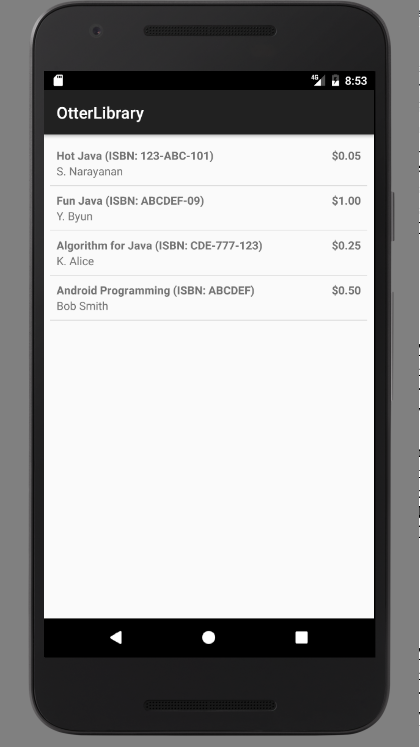 4G 8:53
OtterLibrary
Hot Java (ISBN: 123-ABC-101) $0.05
S. Narayanan
Fun Java (ISBN: ABCDEF-09) $1.00
Y. Byun
Algorithm for Java (ISBN: CDE-777-123) $0.25
K. Alice
Android Programming (ISBN: ABCDEF) $0.50
Bob Smith